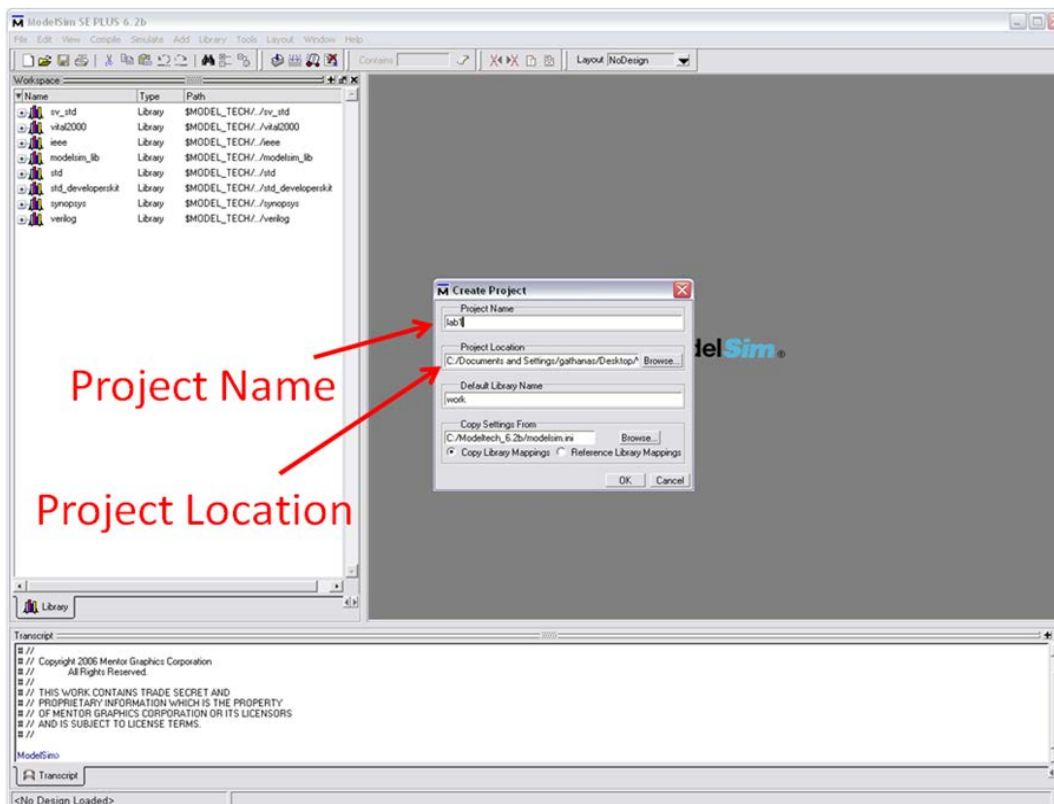 ModelSim SE PLUS 6.2b
File Edit View Compile Simulate Add Library Tools Layout Window Help
Contains
Layout NoDesign
Workspace
Name Type Path
sv_std Library $MODEL_TECH/../sv_std
vital2000 Library $MODEL_TECH/../vital2000
ieee Library $MODEL_TECH/../ieee
modelsim_lib Library $MODEL_TECH/../modelsim_lib
std Library $MODEL_TECH/../std
std_developerskit Library $MODEL_TECH/../std_developerskit
synopsys Library $MODEL_TECH/../synopsys
verilog Library $MODEL_TECH/../verilog
Create Project
Project Name
lab1
Project Location
C:/Documents and Settings/gathanas/Desktop/ Browse...
Default Library Name
work
Copy Settings From
C:/Modeltech_6.2b/modelsim.ini Browse...
Copy Library Mappings Reference Library Mappings
OK Cancel
delSim ®
Project Name
Project Location
Library
Transcript
# //
# // Copyright 2006 Mentor Graphics Corporation
# // All Rights Reserved.
# //
# // THIS WORK CONTAINS TRADE SECRET AND
# // PROPRIETARY INFORMATION WHICH IS THE PROPERTY
# // OF MENTOR GRAPHICS CORPORATION OR ITS LICENSORS
# // AND IS SUBJECT TO LICENSE TERMS.
# //
ModelSim>
Transcript
<No Design Loaded>